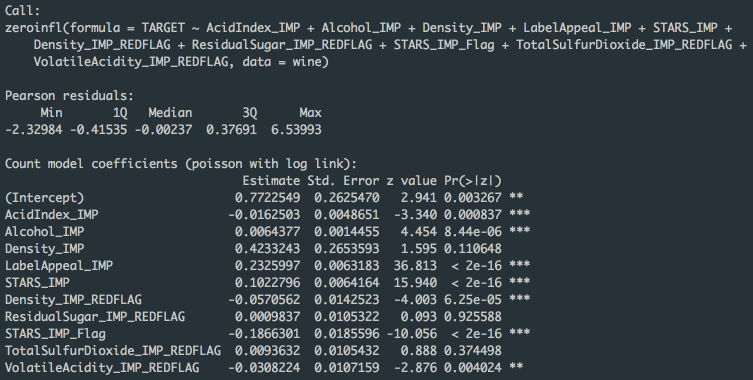 Call:
zeroinfl(formula = TARGET ~ AcidIndex_IMP + Alcohol_IMP + Density_IMP + LabelAppeal_IMP + STARS_IMP +
    Density_IMP_REDFLAG + ResidualSugar_IMP_REDFLAG + STARS_IMP_Flag + TotalSulfurDioxide_IMP_REDFLAG +
    VolatileAcidity_IMP_REDFLAG, data = wine)
Pearson residuals:
     Min       1Q   Median       3Q      Max
-2.32984 -0.41535 -0.00237  0.37691  6.53993
Count model coefficients (poisson with log link):
                                 Estimate Std. Error z value Pr(>|z|)
(Intercept)                     0.7722549  0.2625470   2.941 0.003267 **
AcidIndex_IMP                  -0.0162503  0.0048651  -3.340 0.000837 ***
Alcohol_IMP                     0.0064377  0.0014455   4.454 8.44e-06 ***
Density_IMP                     0.4233243  0.2653593   1.595 0.110648
LabelAppeal_IMP                 0.2325997  0.0063183  36.813  < 2e-16 ***
STARS_IMP                       0.1022796  0.0064164  15.940  < 2e-16 ***
Density_IMP_REDFLAG            -0.0570562  0.0142523  -4.003 6.25e-05 ***
ResidualSugar_IMP_REDFLAG       0.0009837  0.0105322   0.093 0.925588
STARS_IMP_Flag                 -0.1866301  0.0185596 -10.056  < 2e-16 ***
TotalSulfurDioxide_IMP_REDFLAG  0.0093632  0.0105432   0.888 0.374498
VolatileAcidity_IMP_REDFLAG    -0.0308224  0.0107159  -2.876 0.004024 **